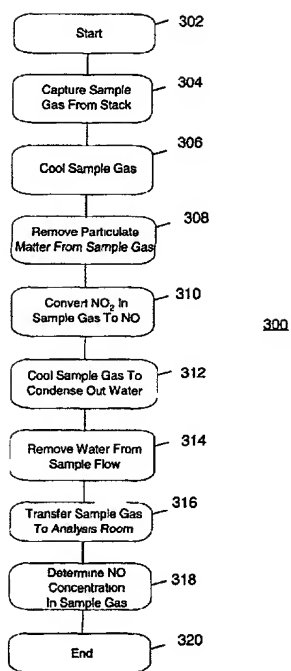 Start
302
Capture Sample
Gas From Stack
304
Cool Sample Gas
306
Remove Particulate
Matter From Sample Gas
308
Convert NO₂ In
Sample Gas To NO
310
300
Cool Sample Gas To
Condense Out Water
312
Remove Water From
Sample Flow
314
Transfer Sample Gas
To Analysis Room
316
Determine NO
Concentration
In Sample Gas
318
End
320